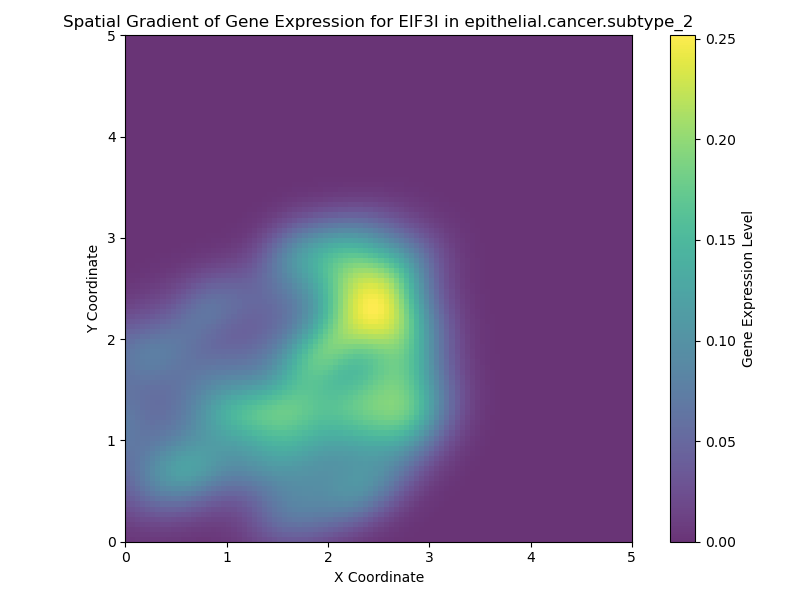 Spatial Gradient of Gene Expression for EIF3I in epithelial.cancer.subtype_2
5
4
3
2
1
0
Y Coordinate
0 1 2 3 4 5
X Coordinate
0.25
0.20
0.15
0.10
0.05
0.00
Gene Expression Level